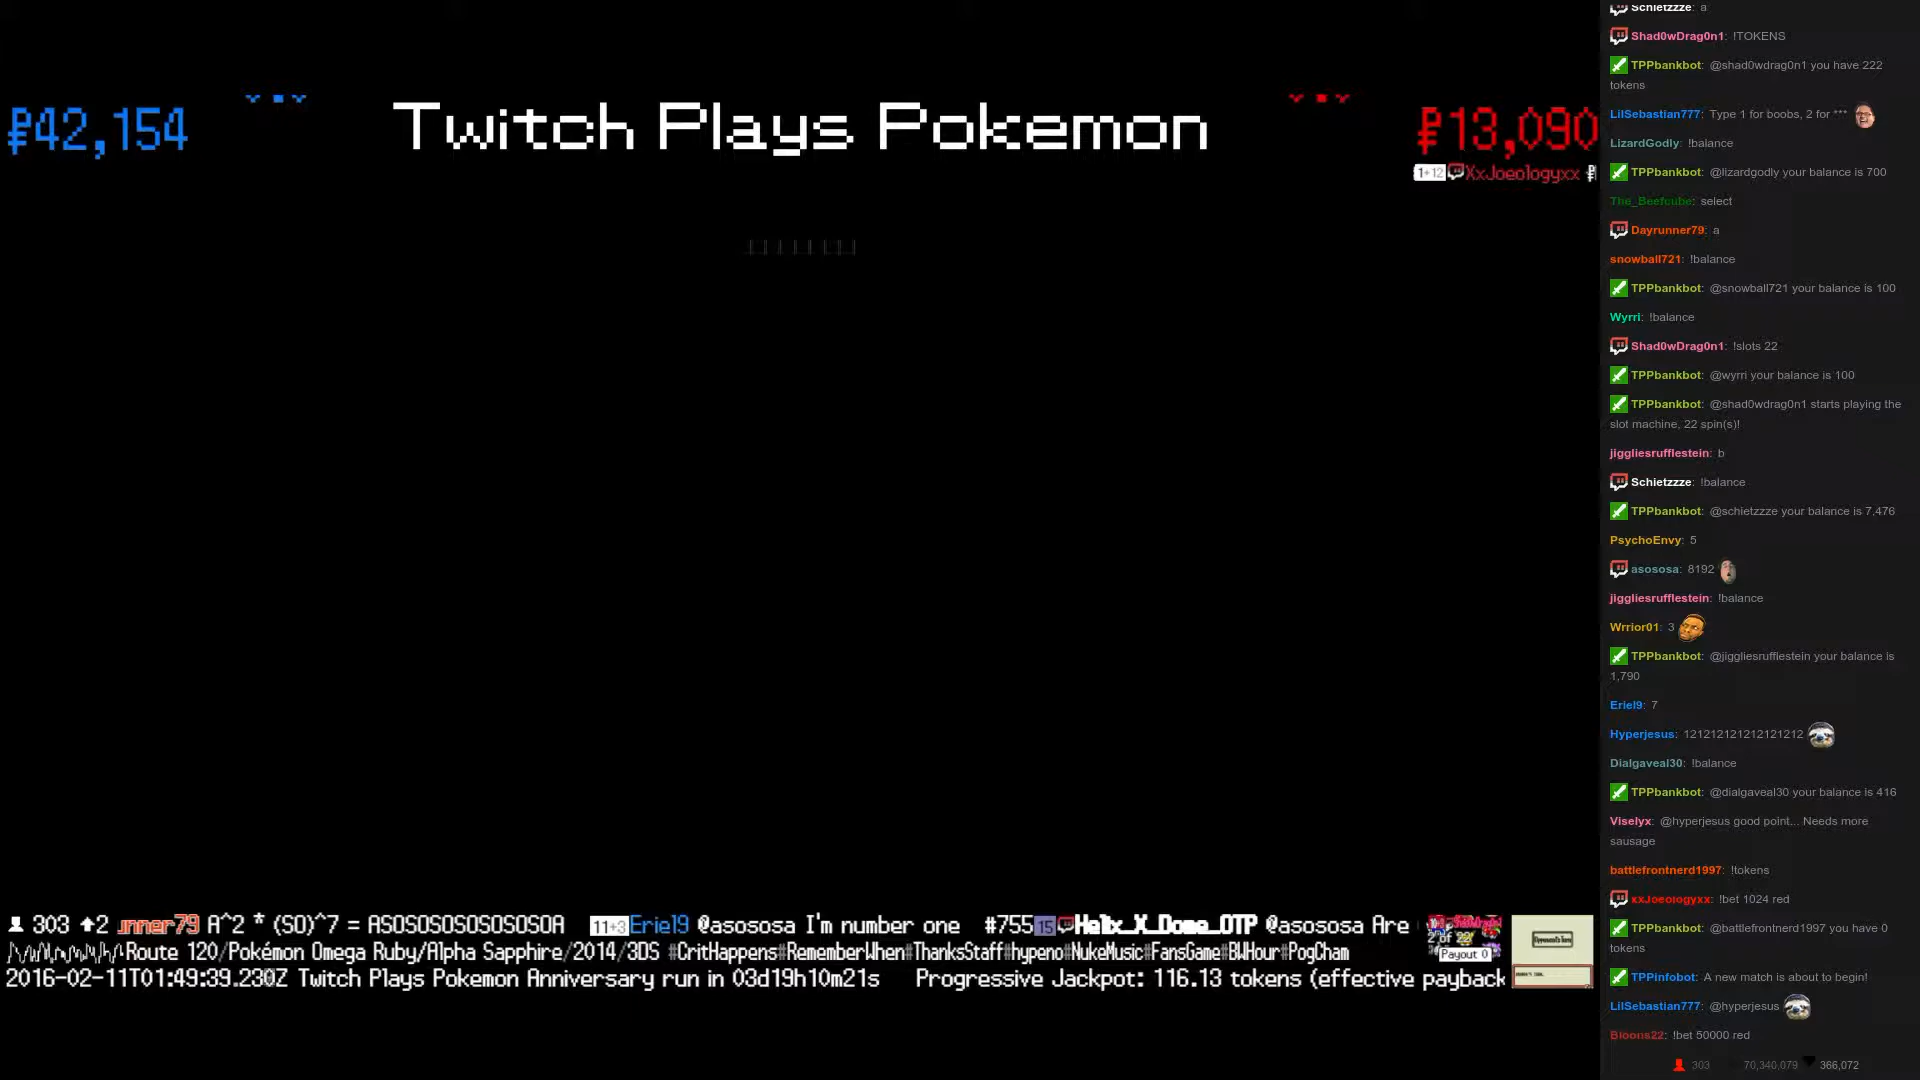 ₽42,154
Twitch Plays Pokemon
₽13,090
1+12 XxJoeologyxx
303 2 unner79 A^2 * (SO)^7 = ASOSOSOSOSOSOSOA 11+3 Eriel9 @asososa I'm number one #755 15 Helix_X_Dome_OTP @asososa Are
2 of 22
Payout 0
Route 120/Pokémon Omega Ruby/Alpha Sapphire/2014/3DS #CritHappens#RememberWhen#ThanksStaff#hypeno#NukeMusic#FansGame#BWHour#PogCham
2016-02-11T01:49:39.230Z Twitch Plays Pokemon Anniversary run in 03d19h10m21s Progressive Jackpot: 116.13 tokens (effective payback
Schietzzze: a
Shad0wDrag0n1: !TOKENS
TPPbankbot: @shad0wdrag0n1 you have 222
tokens
LilSebastian777: Type 1 for boobs, 2 for ***
LizardGodly: !balance
TPPbankbot: @lizardgodly your balance is 700
The_Beefcube: select
Dayrunner79: a
snowball721: !balance
TPPbankbot: @snowball721 your balance is 100
Wyrri: !balance
Shad0wDrag0n1: !slots 22
TPPbankbot: @wyrri your balance is 100
TPPbankbot: @shad0wdrag0n1 starts playing the
slot machine, 22 spin(s)!
jiggliesrufflestein: b
Schietzzze: !balance
TPPbankbot: @schietzzze your balance is 7,476
PsychoEnvy: 5
asososa: 8192
jiggliesrufflestein: !balance
Wrrior01: 3
TPPbankbot: @jiggliesrufflestein your balance is
1,790
Eriel9: 7
Hyperjesus: 121212121212121212
Dialgaveal30: !balance
TPPbankbot: @dialgaveal30 your balance is 416
Viselyx: @hyperjesus good point... Needs more
sausage
battlefrontnerd1997: !tokens
xxJoeologyxx: !bet 1024 red
TPPbankbot: @battlefrontnerd1997 you have 0
tokens
TPPinfobot: A new match is about to begin!
LilSebastian777: @hyperjesus
Bloons22: !bet 50000 red
303 70,340,079 366,072